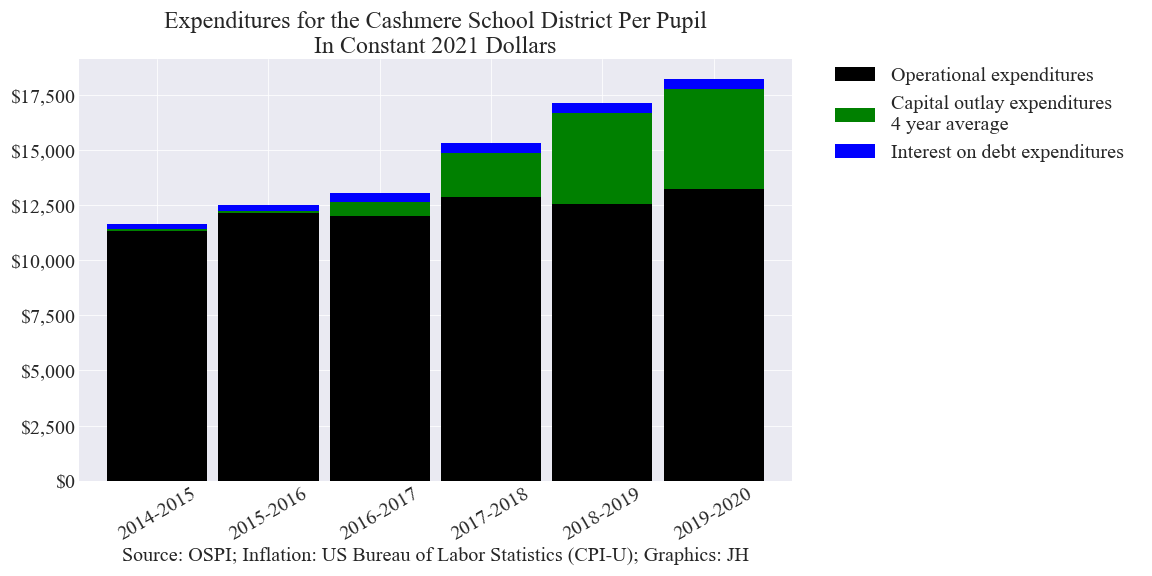 Expenditures for the Cashmere School District Per Pupil
In Constant 2021 Dollars
Operational expenditures
Capital outlay expenditures
4 year average
Interest on debt expenditures
$17,500
$15,000
$12,500
$10,000
$7,500
$5,000
$2,500
$0
2014-2015
2015-2016
2016-2017
2017-2018
2018-2019
2019-2020
Source: OSPI; Inflation: US Bureau of Labor Statistics (CPI-U); Graphics: JH